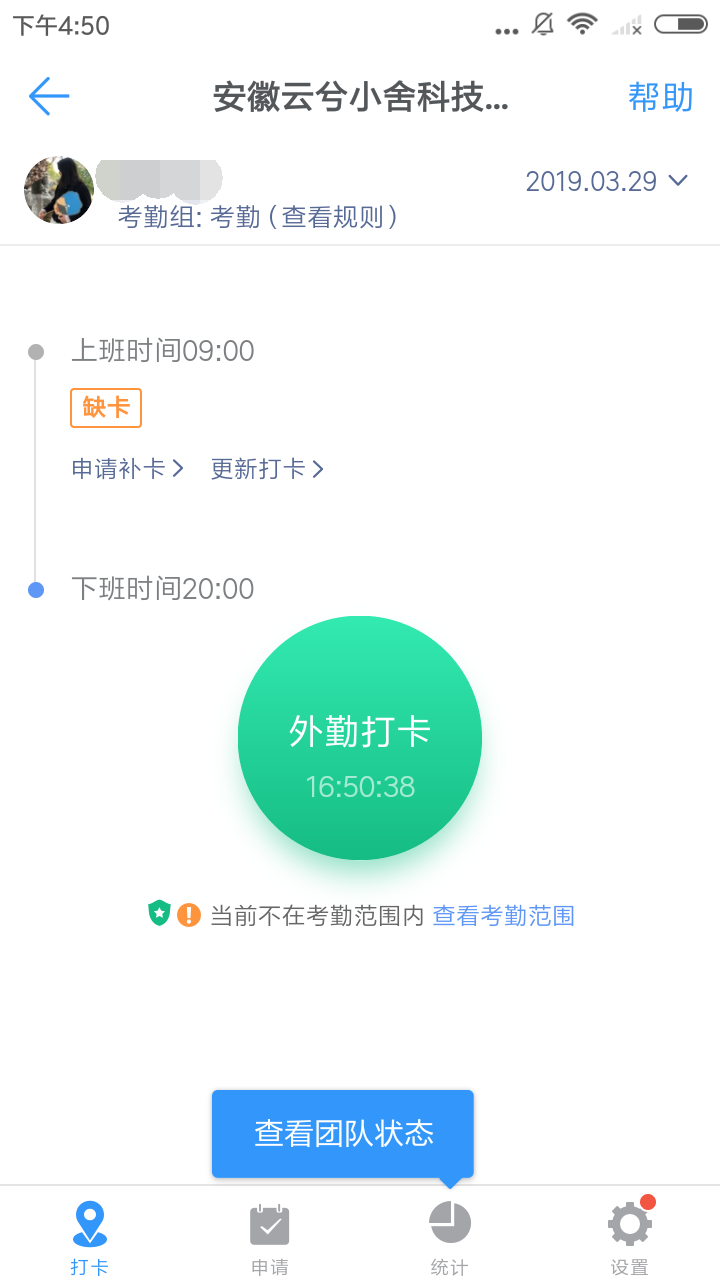 下午4:50
安徽云兮小舍科技...
帮助
2019.03.29
考勤组: 考勤 ( 查看规则 )
上班时间09:00
缺卡
申请补卡 更新打卡
下班时间20:00
外勤打卡
16:50:38
当前不在考勤范围内 查看考勤范围
查看团队状态
打卡 申请 统计 设置